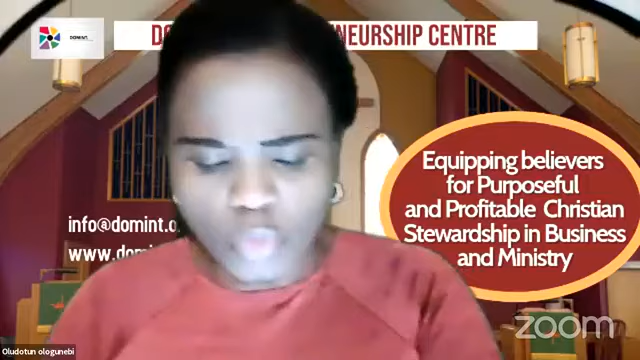 DOMINT
NEURSHIP CENTRE
Equipping believers
for Purposeful
and Profitable Christian
Stewardship in Business
and Ministry
info@domint.o
www.dom
zoom
Oludotun ologunebi